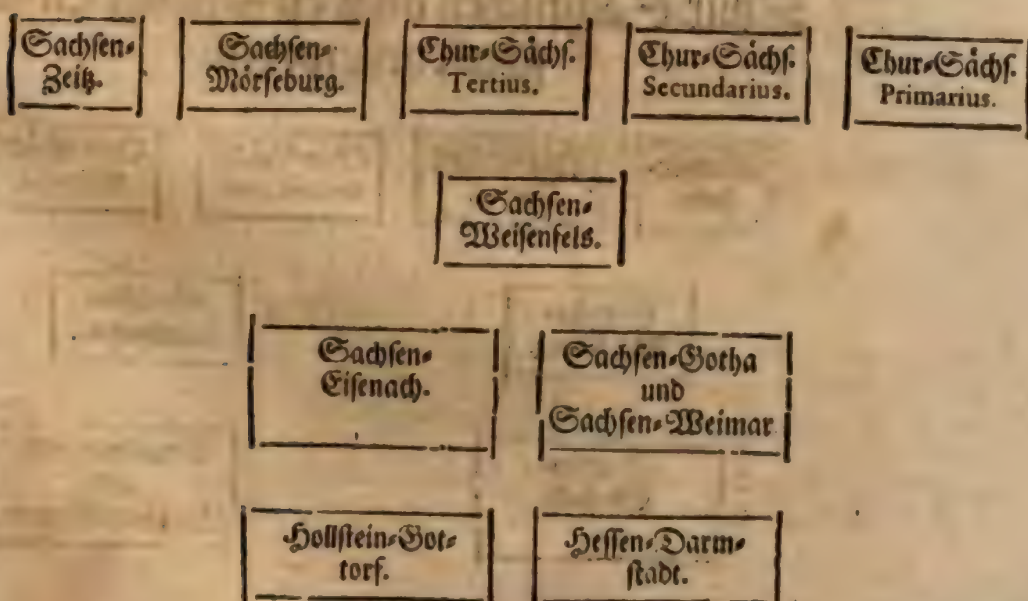 Sachsen-
Zeitz.
Sachsen-
Mörseburg.
Chur-Sächs.
Tertius.
Chur-Sächs.
Secundarius.
Chur-Sächs.
Primarius.
Sachsen-
Weisenfels.
Sachsen-
Eisenach.
Sachsen-Gotha
und
Sachsen-Weimar
Hollstein-Got-
torf.
Hessen-Darm-
stadt.